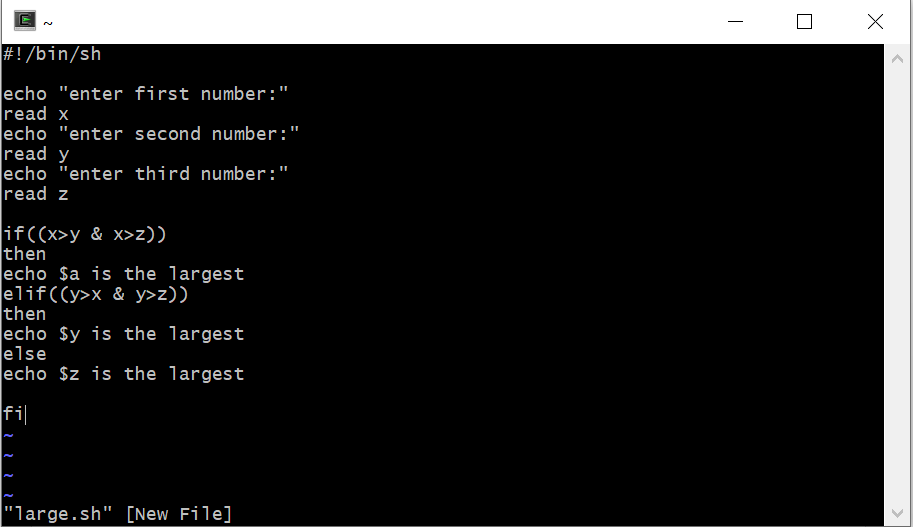 ~
#!/bin/sh
echo "enter first number:"
read x
echo "enter second number:"
read y
echo "enter third number:"
read z
if((x>y & x>z))
then
echo $a is the largest
elif((y>x & y>z))
then
echo $y is the largest
else
echo $z is the largest
fi
~
~
~
~
"large.sh" [New File]